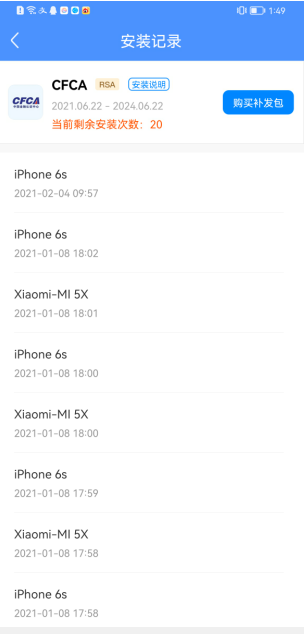 1:49
安装记录
CFCA RSA 安装说明
CFCA
2021.06.22 - 2024.06.22
购买补发包
当前剩余安装次数：20
iPhone 6s
2021-02-04 09:57
iPhone 6s
2021-01-08 18:02
Xiaomi-MI 5X
2021-01-08 18:01
iPhone 6s
2021-01-08 18:00
Xiaomi-MI 5X
2021-01-08 18:00
iPhone 6s
2021-01-08 17:59
Xiaomi-MI 5X
2021-01-08 17:58
iPhone 6s
2021-01-08 17:58